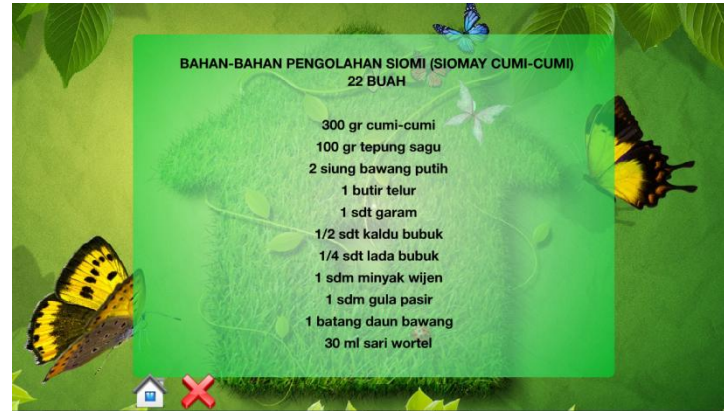 BAHAN-BAHAN PENGOLAHAN SIOMI (SIOMAY CUMI-CUMI)
22 BUAH
300 gr cumi-cumi
100 gr tepung sagu
2 siung bawang putih
1 butir telur
1 sdt garam
1/2 sdt kaldu bubuk
1/4 sdt lada bubuk
1 sdm minyak wijen
1 sdm gula pasir
1 batang daun bawang
30 ml sari wortel